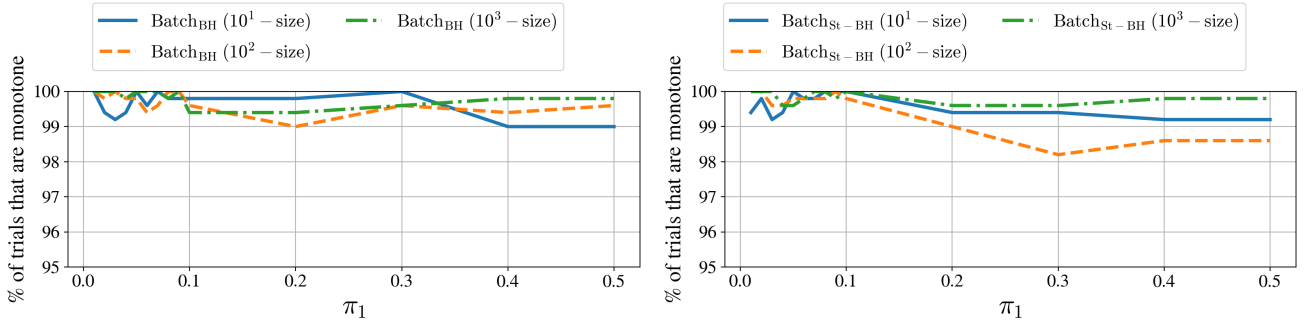 Batch_BH (10^1 − size)
Batch_BH (10^3 − size)
Batch_BH (10^2 − size)
% of trials that are monotone
100
99
98
97
96
95
0.0 0.1 0.2 0.3 0.4 0.5
π_1
Batch_St−BH (10^1 − size)
Batch_St−BH (10^3 − size)
Batch_St−BH (10^2 − size)
% of trials that are monotone
100
99
98
97
96
95
0.0 0.1 0.2 0.3 0.4 0.5
π_1